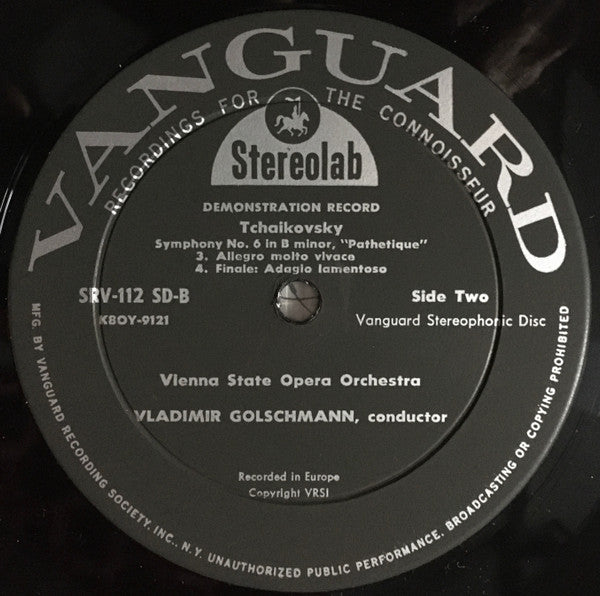 VANGUARD
RECORDINGS FOR THE CONNOISSEUR
Stereolab
DEMONSTRATION RECORD
Tchaikovsky
Symphony No. 6 in B minor, "Pathetique"
3. Allegro molto vivace
4. Finale: Adagio lamentoso
SRV-112 SD-B
Side Two
K8OY-9121
Vanguard Stereophonic Disc
Vienna State Opera Orchestra
VLADIMIR GOLSCHMANN, conductor
Recorded in Europe
Copyright VRSI
MFG. BY VANGUARD RECORDING SOCIETY, INC., N.Y. UNAUTHORIZED PUBLIC PERFORMANCE, BROADCASTING OR COPYING PROHIBITED